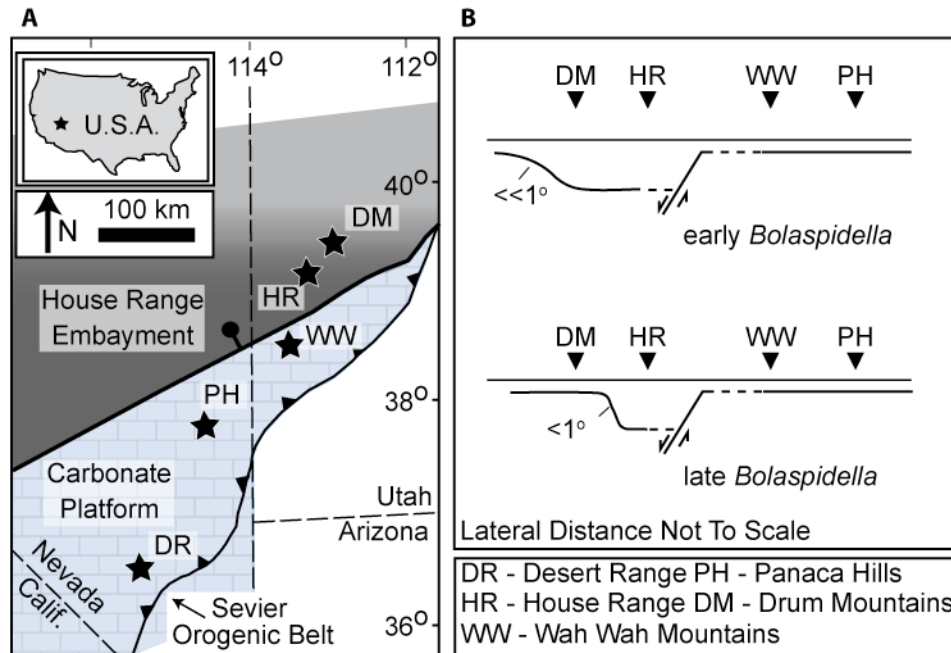 A
114° 112°
U.S.A.
100 km
N
40°
DM
HR
House Range
Embayment
WW
PH
38°
Carbonate
Platform
Utah
Arizona
DR
Nevada
Calif.
Sevier
Orogenic Belt
36°
B
DM HR WW PH
<<1°
early Bolaspidella
DM HR WW PH
<1°
late Bolaspidella
Lateral Distance Not To Scale
DR - Desert Range PH - Panaca Hills
HR - House Range DM - Drum Mountains
WW - Wah Wah Mountains